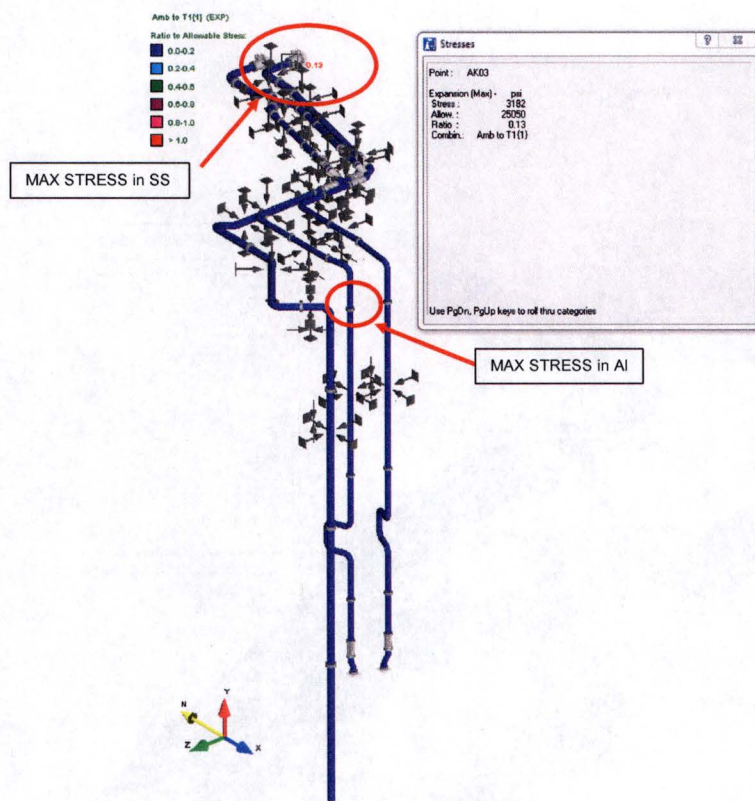 Amb to T1{1} (EXP)
Ratio to Allowable Stress
0.0-0.2
0.2-0.4
0.4-0.6
0.6-0.8
0.8-1.0
> 1.0
0.13
MAX STRESS in SS
MAX STRESS in Al
Stresses
Point : AK03
Expansion (Max) - psi
Stress : 3182
Allow. : 25050
Ratio : 0.13
Combin.: Amb to T1{1}
Use PgDn, PgUp keys to roll thru categories
N
Y
Z
X